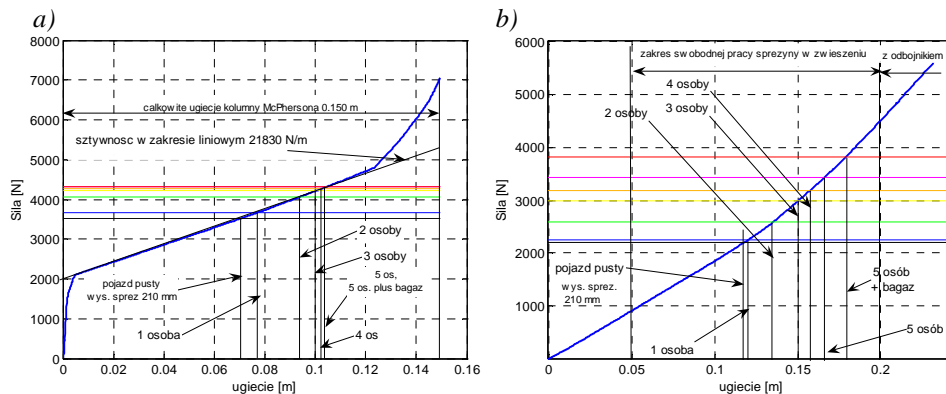 a)
8000
7000
6000
5000
4000
3000
2000
1000
0
Sila [N]
calkowite ugiecje kolumny McPhersona 0.150 m
sztywnosc w zakresie liniowym 21830 N/m
pojazd pusty
wys. sprez 210 mm
1 osoba
2 osoby
3 osoby
5 os,
5 os. plus bagaz
4 os
0 0.02 0.04 0.06 0.08 0.1 0.12 0.14 0.16
ugiecie [m]
b)
6000
5000
4000
3000
2000
1000
0
Sila [N]
zakres swobodnej pracy sprezyny w zwieszeniu
z odbojnikiem
4 osoby
3 osoby
2 osoby
pojazd pusty
wys. sprez.
210 mm
1 osoba
5 osób
+ bagaz
5 osób
0 0.05 0.1 0.15 0.2
ugiecie [m]